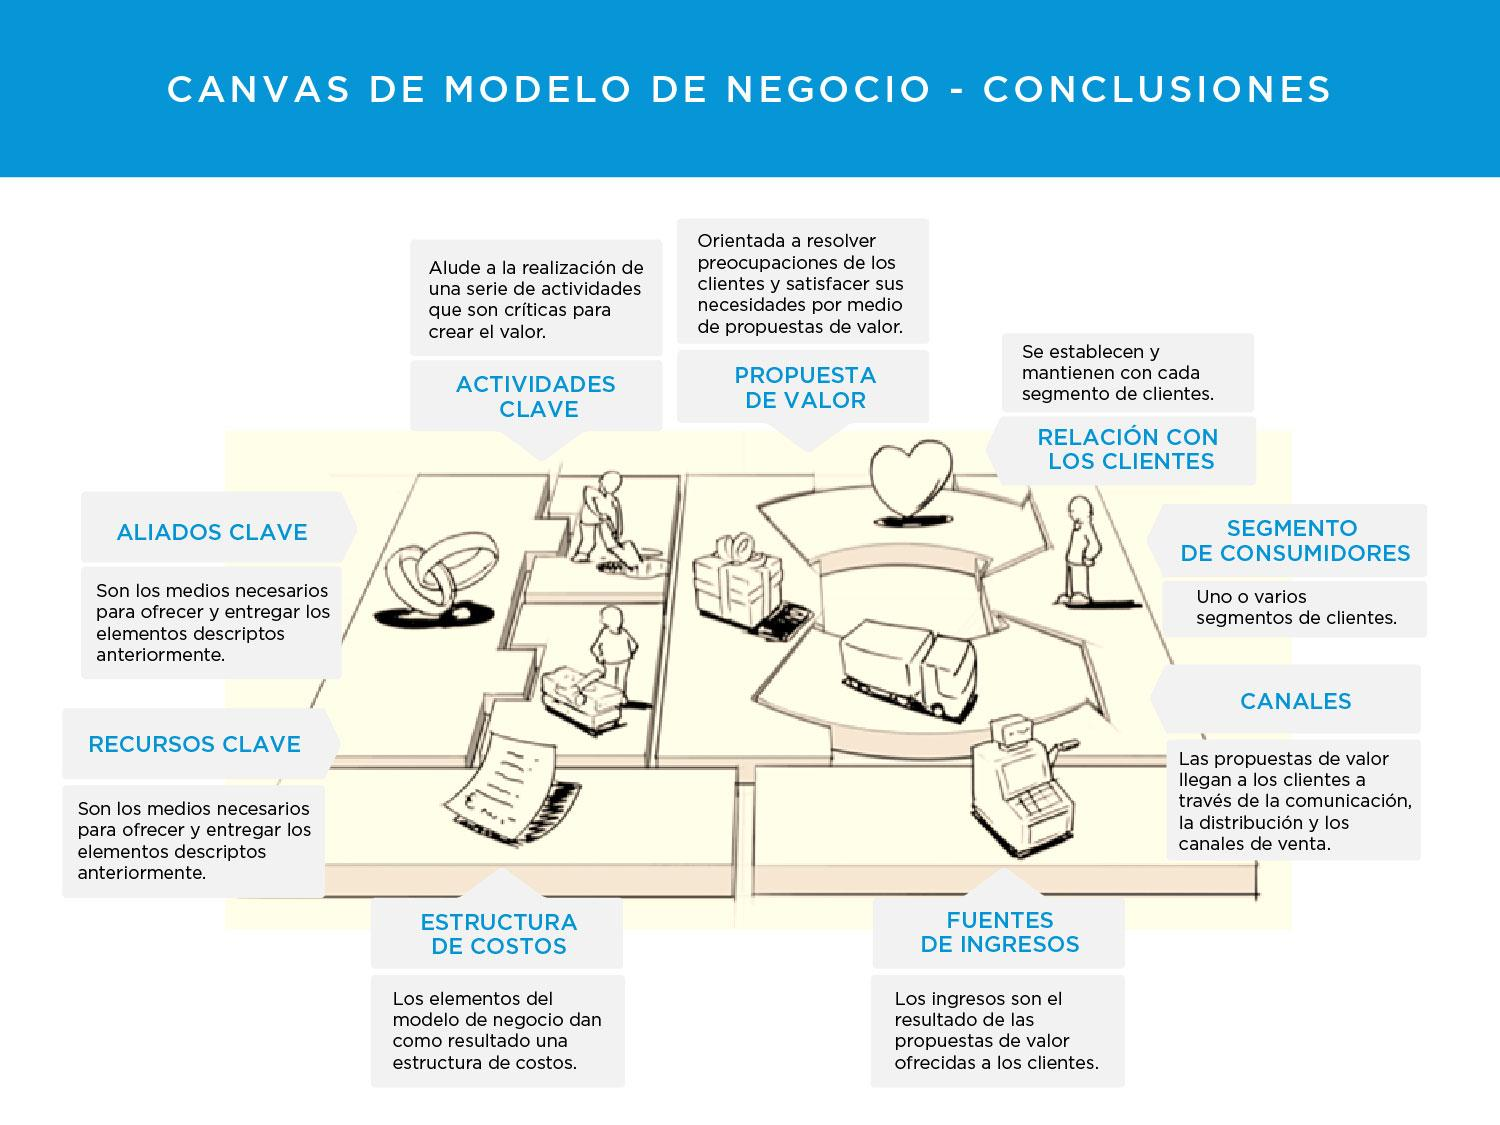 CANVAS DE MODELO DE NEGOCIO - CONCLUSIONES
Alude a la realización de
una serie de actividades
que son críticas para
crear el valor.
ACTIVIDADES
CLAVE
Orientada a resolver
preocupaciones de los
clientes y satisfacer sus
necesidades por medio
de propuestas de valor.
PROPUESTA
DE VALOR
Se establecen y
mantienen con cada
segmento de clientes.
RELACIÓN CON
LOS CLIENTES
ALIADOS CLAVE
Son los medios necesarios
para ofrecer y entregar los
elementos descriptos
anteriormente.
SEGMENTO
DE CONSUMIDORES
Uno o varios
segmentos de clientes.
RECURSOS CLAVE
Son los medios necesarios
para ofrecer y entregar los
elementos descriptos
anteriormente.
CANALES
Las propuestas de valor
llegan a los clientes a
través de la comunicación,
la distribución y los
canales de venta.
ESTRUCTURA
DE COSTOS
Los elementos del
modelo de negocio dan
como resultado una
estructura de costos.
FUENTES
DE INGRESOS
Los ingresos son el
resultado de las
propuestas de valor
ofrecidas a los clientes.